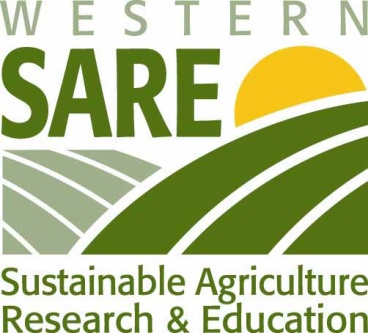 WESTERN
SARE
Sustainable Agriculture
Research & Education